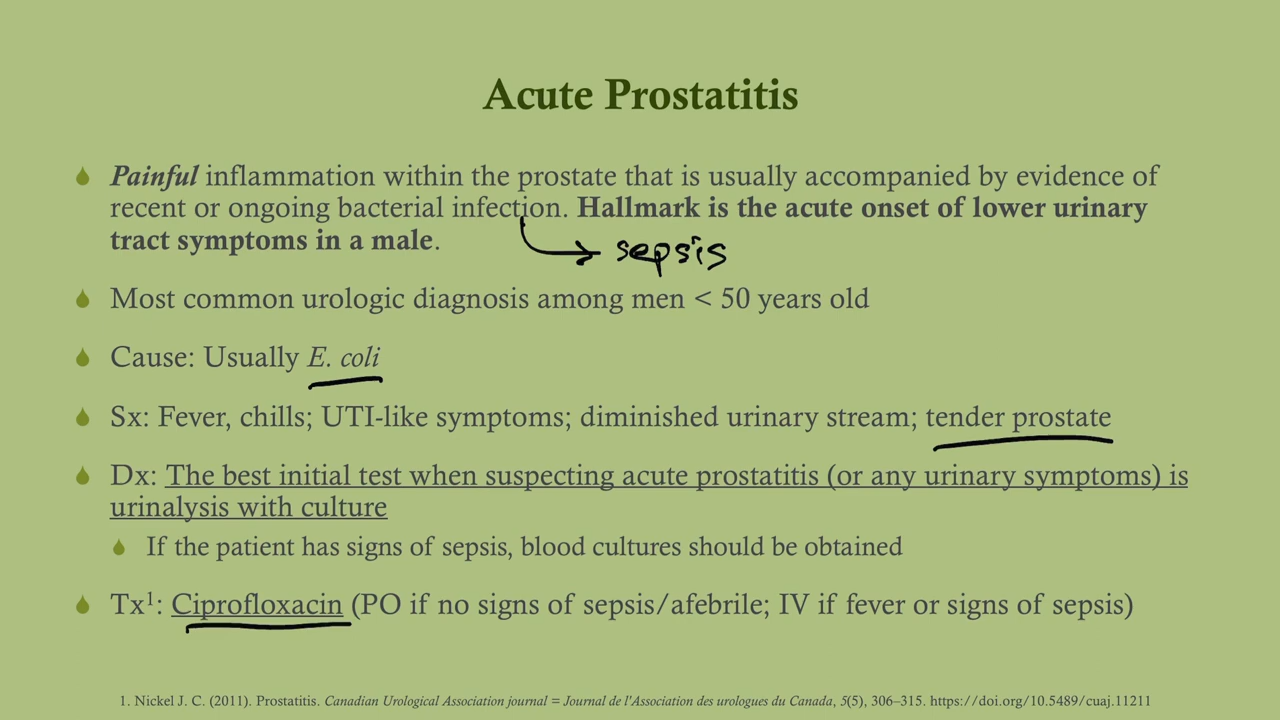 Acute Prostatitis
Painful inflammation within the prostate that is usually accompanied by evidence of
recent or ongoing bacterial infection. Hallmark is the acute onset of lower urinary
tract symptoms in a male.
sepsis
Most common urologic diagnosis among men < 50 years old
Cause: Usually E. coli
Sx: Fever, chills; UTI-like symptoms; diminished urinary stream; tender prostate
Dx: The best initial test when suspecting acute prostatitis (or any urinary symptoms) is
urinalysis with culture
If the patient has signs of sepsis, blood cultures should be obtained
Tx¹: Ciprofloxacin (PO if no signs of sepsis/afebrile; IV if fever or signs of sepsis)
1. Nickel J. C. (2011). Prostatitis. Canadian Urological Association journal = Journal de l'Association des urologues du Canada, 5(5), 306–315. https://doi.org/10.5489/cuaj.11211